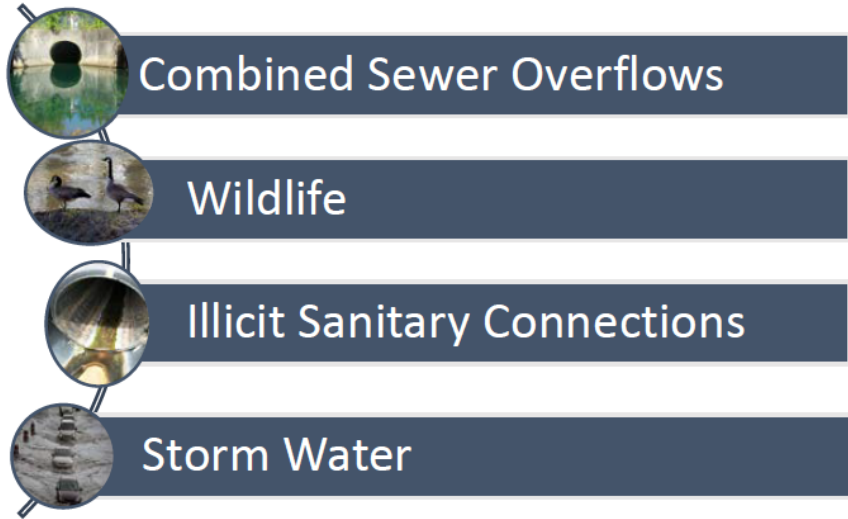 Combined Sewer Overflows
Wildlife
Illicit Sanitary Connections
Storm Water